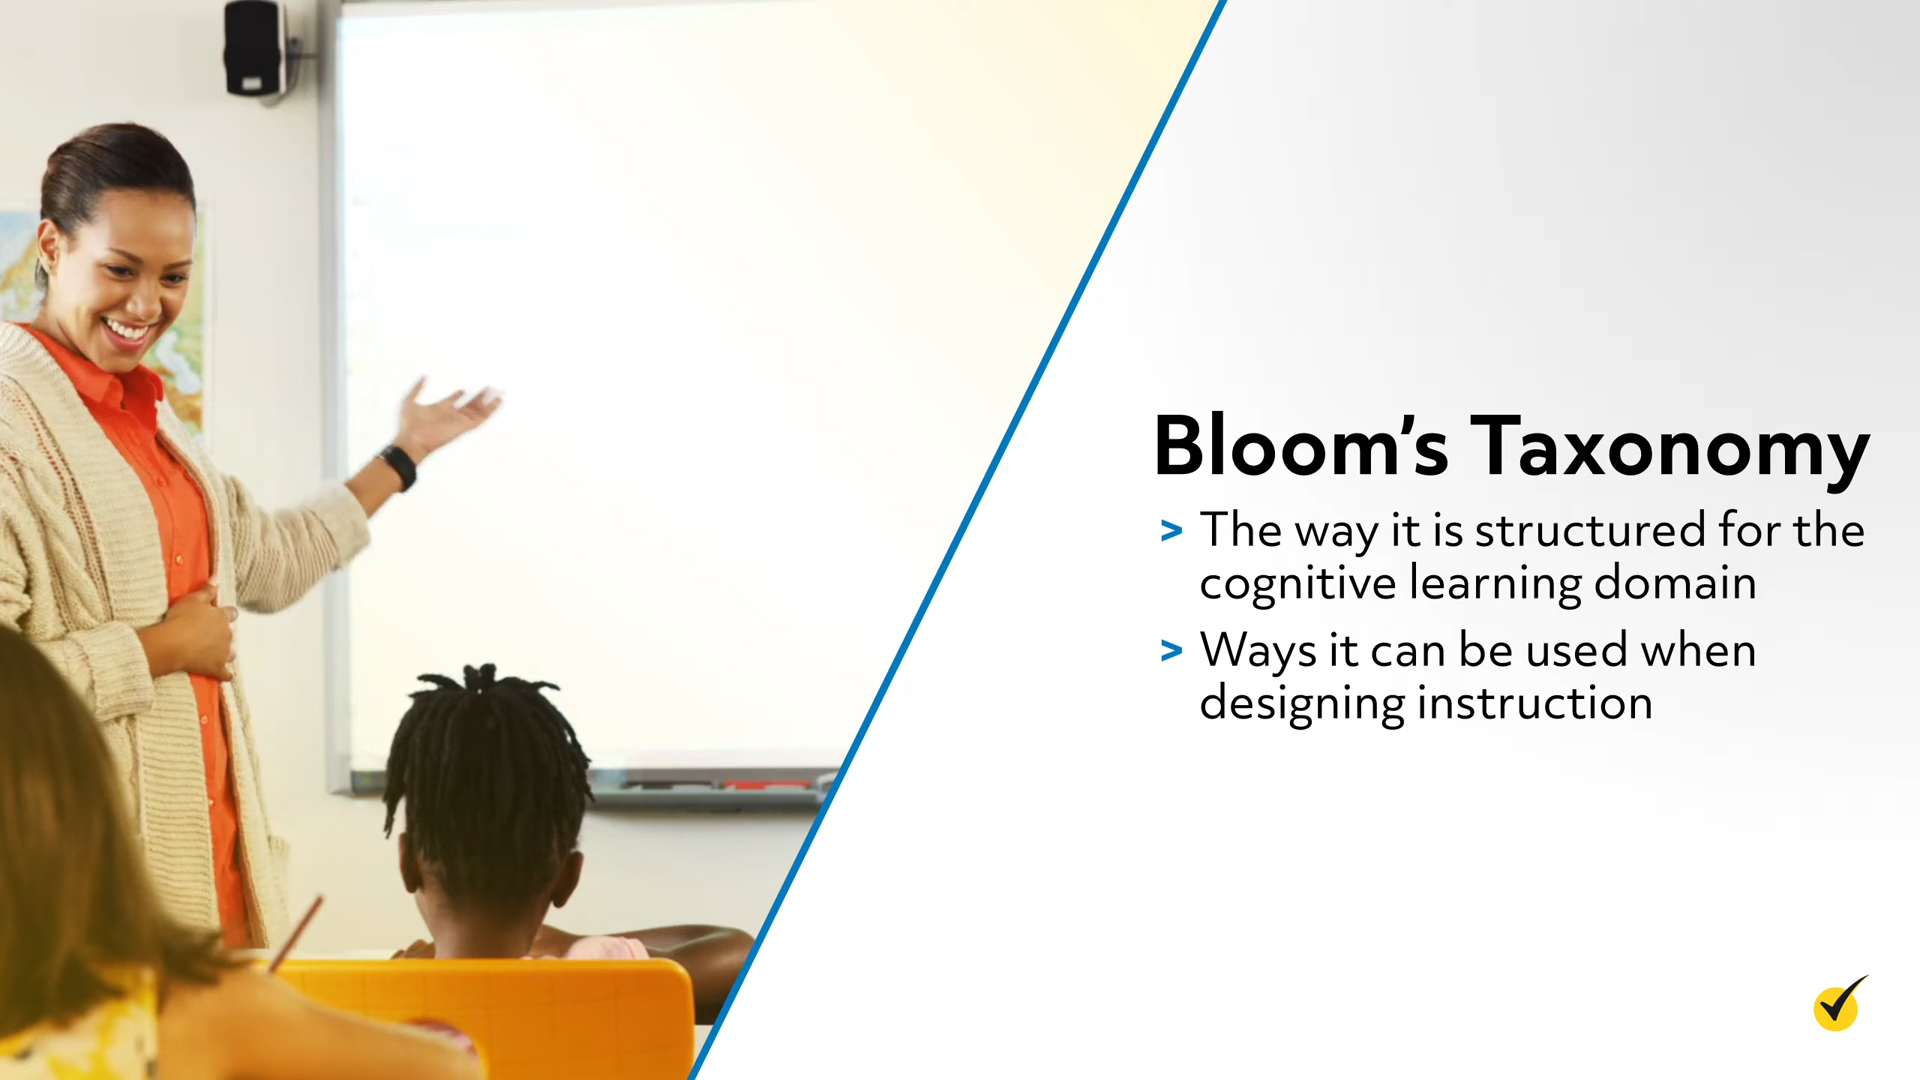 Bloom’s Taxonomy
> The way it is structured for the
cognitive learning domain
> Ways it can be used when
designing instruction